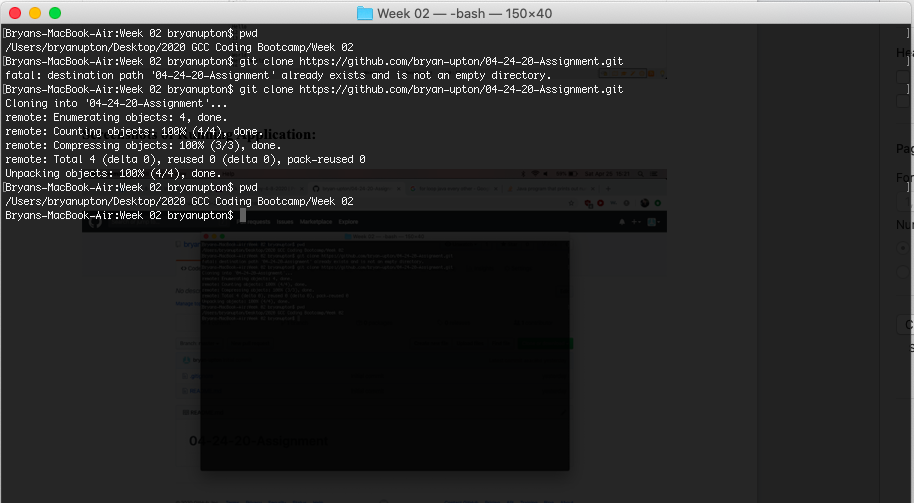 Week 02 — -bash — 150×40
[Bryans-MacBook-Air:Week 02 bryanupton$ pwd ]
/Users/bryanupton/Desktop/2020 GCC Coding Bootcamp/Week 02
[Bryans-MacBook-Air:Week 02 bryanupton$ git clone https://github.com/bryan-upton/04-24-20-Assignment.git ]
fatal: destination path '04-24-20-Assignment' already exists and is not an empty directory.
[Bryans-MacBook-Air:Week 02 bryanupton$ git clone https://github.com/bryan-upton/04-24-20-Assignment.git ]
Cloning into '04-24-20-Assignment'...
remote: Enumerating objects: 4, done.
remote: Counting objects: 100% (4/4), done.
remote: Compressing objects: 100% (3/3), done.
remote: Total 4 (delta 0), reused 0 (delta 0), pack-reused 0
Unpacking objects: 100% (4/4), done.
[Bryans-MacBook-Air:Week 02 bryanupton$ pwd ]
/Users/bryanupton/Desktop/2020 GCC Coding Bootcamp/Week 02
Bryans-MacBook-Air:Week 02 bryanupton$
Issues Marketplace Explore
04-24-20-Assignment